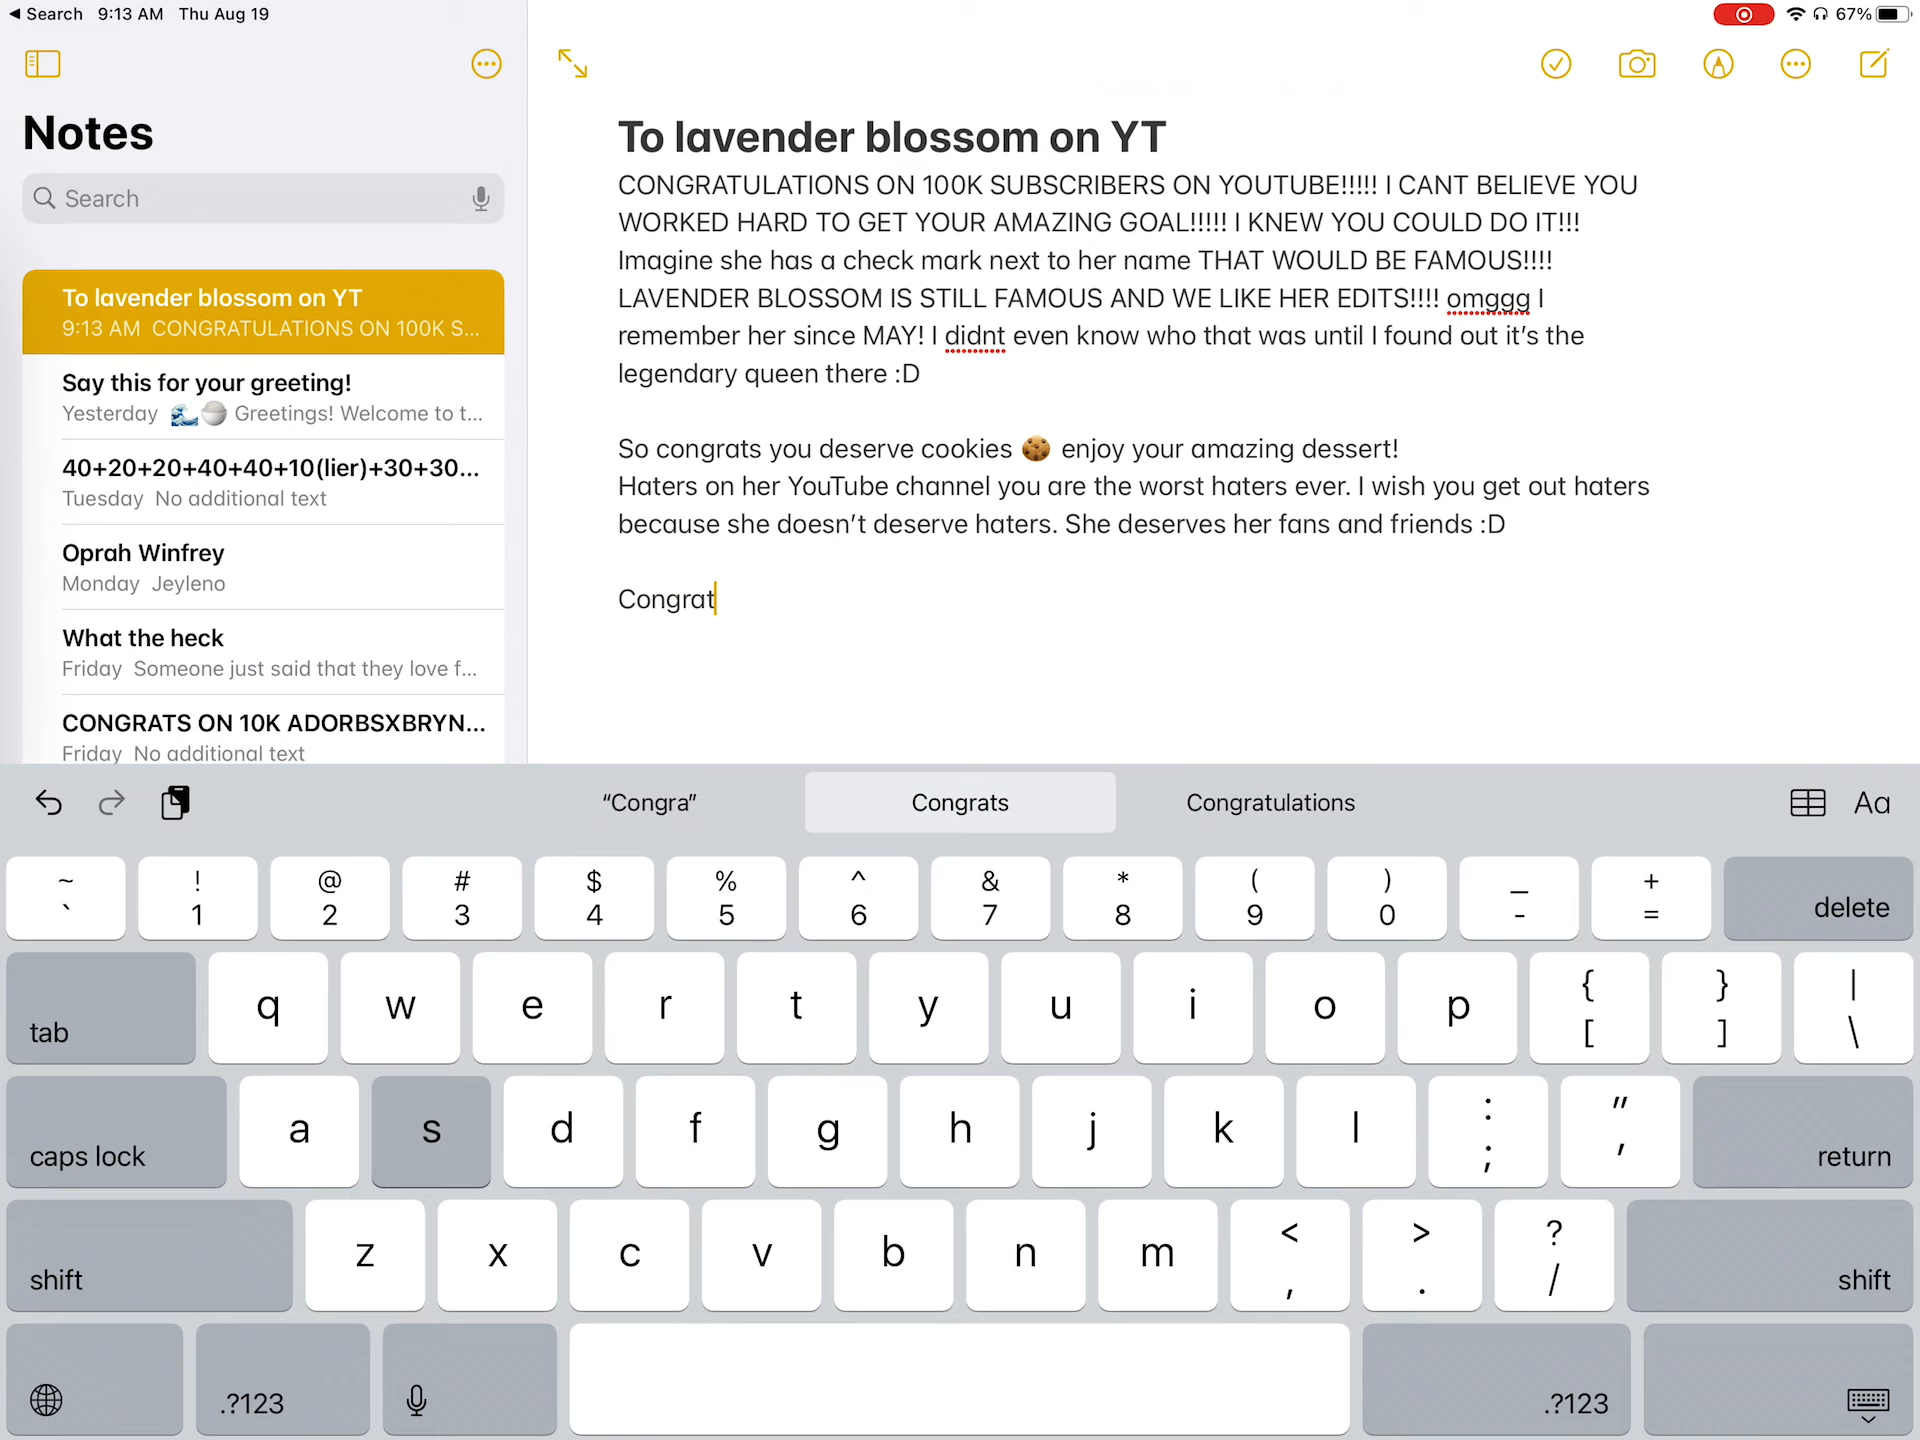 Search 9:13 AM Thu Aug 19
67%
Notes
Search
To lavender blossom on YT
9:13 AM CONGRATULATIONS ON 100K S...
Say this for your greeting!
Yesterday 🌊🍚 Greetings! Welcome to t...
40+20+20+40+40+10(lier)+30+30...
Tuesday No additional text
Oprah Winfrey
Monday Jeyleno
What the heck
Friday Someone just said that they love f...
CONGRATS ON 10K ADORBSXBRYN...
Friday No additional text
To lavender blossom on YT
CONGRATULATIONS ON 100K SUBSCRIBERS ON YOUTUBE!!!!! I CANT BELIEVE YOU
WORKED HARD TO GET YOUR AMAZING GOAL!!!!! I KNEW YOU COULD DO IT!!!
Imagine she has a check mark next to her name THAT WOULD BE FAMOUS!!!!
LAVENDER BLOSSOM IS STILL FAMOUS AND WE LIKE HER EDITS!!!! omggg I
remember her since MAY! I didnt even know who that was until I found out it’s the
legendary queen there :D
So congrats you deserve cookies 🍪 enjoy your amazing dessert!
Haters on her YouTube channel you are the worst haters ever. I wish you get out haters
because she doesn’t deserve haters. She deserves her fans and friends :D
Congrat
“Congra” Congrats Congratulations
Aa
~ ! @ # $ % ^ & * ( ) _ +
` 1 2 3 4 5 6 7 8 9 0 - = delete
tab q w e r t y u i o p { [ } ] | \
caps lock a s d f g h j k l : ; " ' return
shift z x c v b n m < , > . ? / shift
.?123 .?123